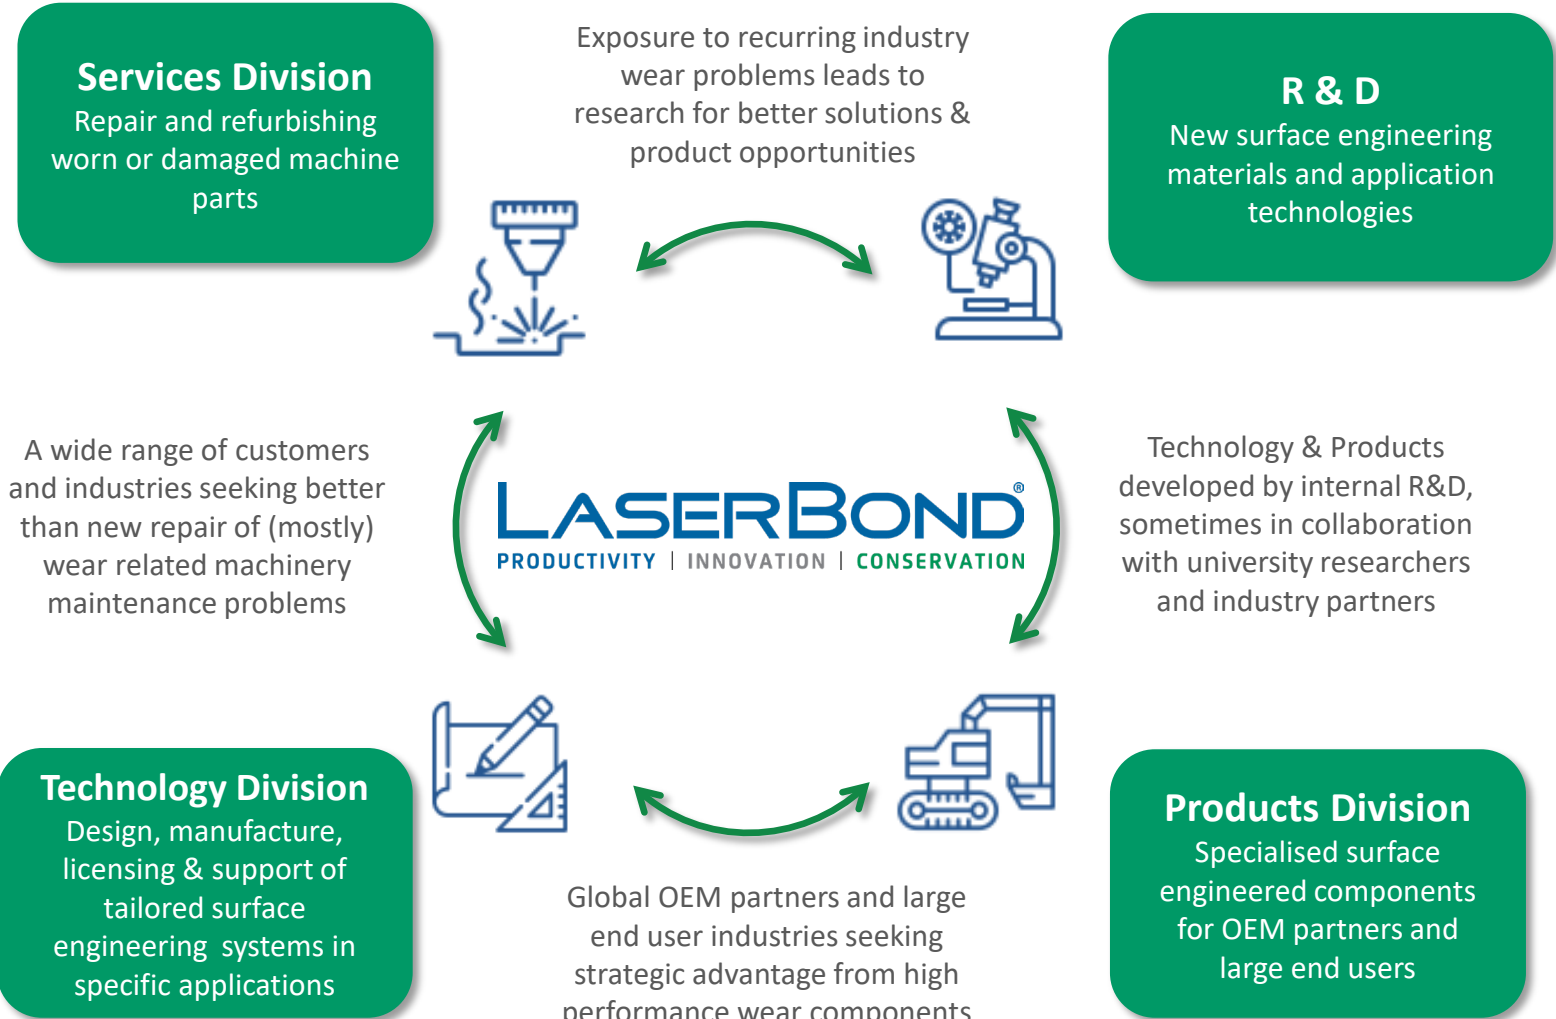 Services Division
Repair and refurbishing
worn or damaged machine
parts
Exposure to recurring industry
wear problems leads to
research for better solutions &
product opportunities
R & D
New surface engineering
materials and application
technologies
A wide range of customers
and industries seeking better
than new repair of (mostly)
wear related machinery
maintenance problems
LASERBOND®
PRODUCTIVITY | INNOVATION | CONSERVATION
Technology & Products
developed by internal R&D,
sometimes in collaboration
with university researchers
and industry partners
Technology Division
Design, manufacture,
licensing & support of
tailored surface
engineering systems in
specific applications
Global OEM partners and large
end user industries seeking
strategic advantage from high
performance wear components
Products Division
Specialised surface
engineered components
for OEM partners and
large end users